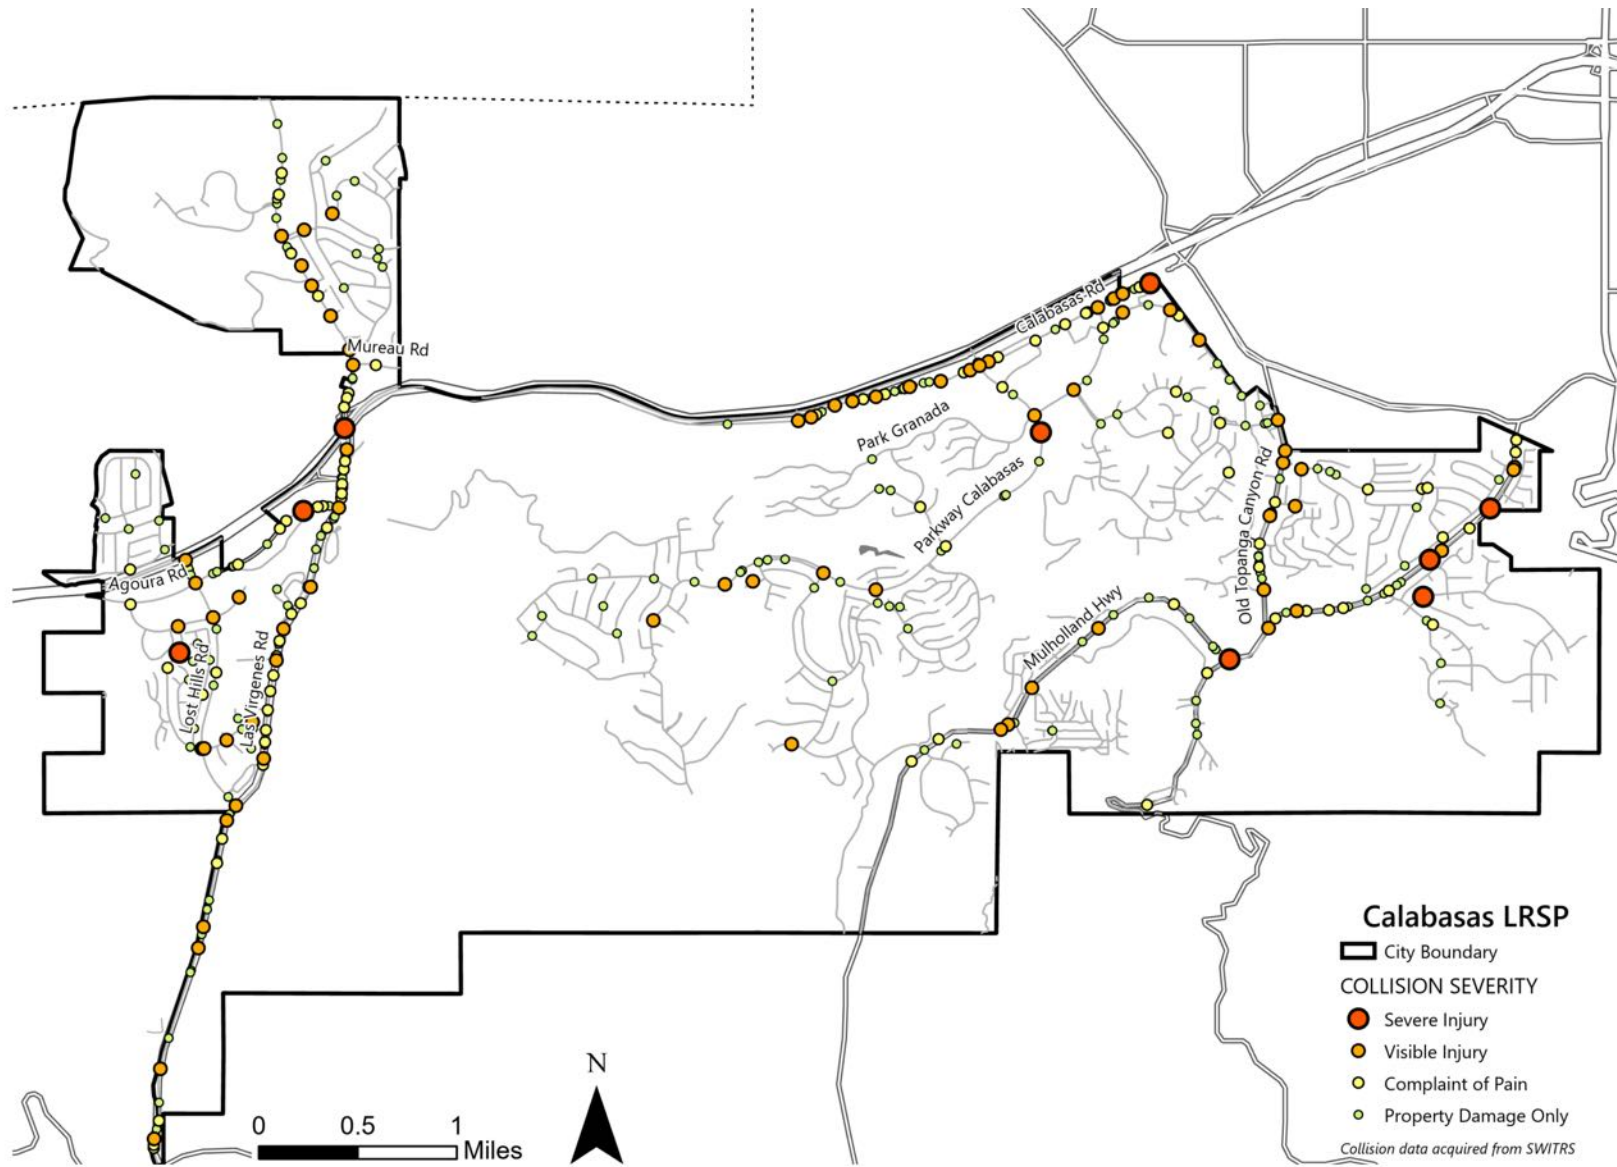 Calabasas Rd
Mureau Rd
Park Granada
Parkway Calabasas
Old Topanga Canyon Rd
Agoura Rd
Mulholland Hwy
Lost Hills Rd
Las Virgenes Rd
Calabasas LRSP
City Boundary
COLLISION SEVERITY
Severe Injury
Visible Injury
Complaint of Pain
Property Damage Only
Collision data acquired from SWITRS
N
0 0.5 1
Miles